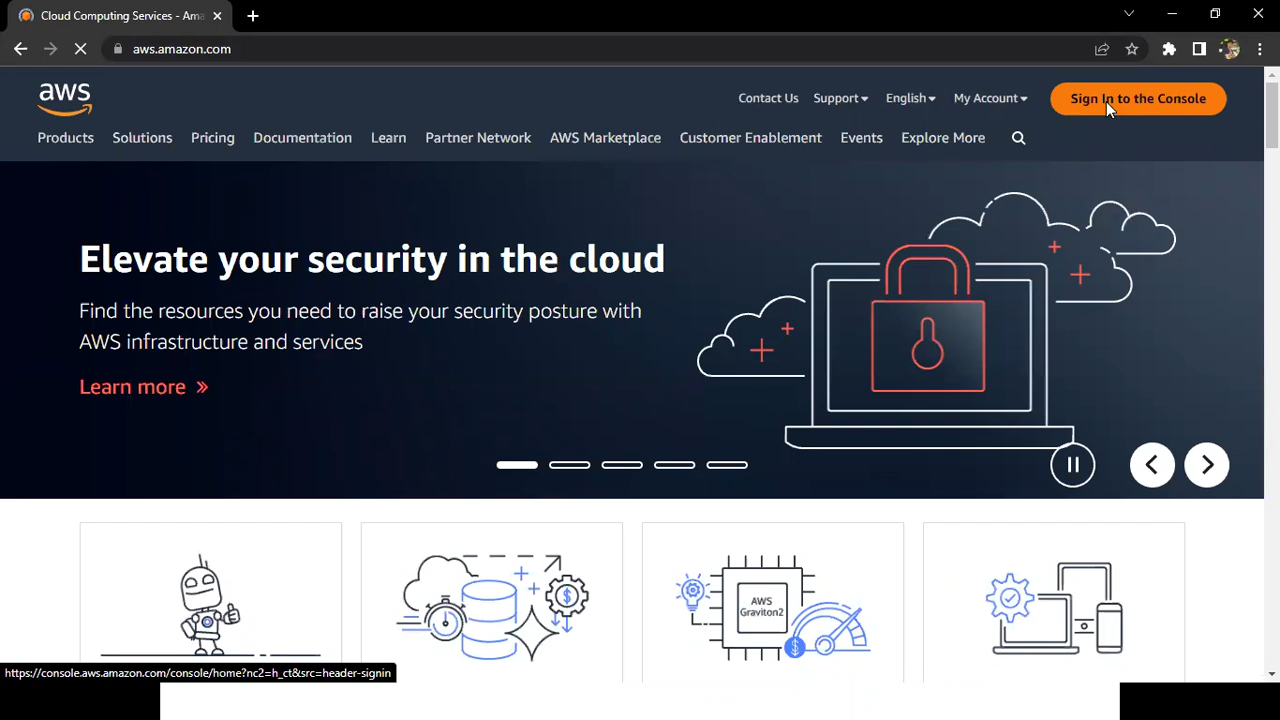 Cloud Computing Services - Ama
aws.amazon.com
aws
Contact Us Support English My Account Sign In to the Console
Products Solutions Pricing Documentation Learn Partner Network AWS Marketplace Customer Enablement Events Explore More
Elevate your security in the cloud
Find the resources you need to raise your security posture with
AWS infrastructure and services
Learn more »
AWS
Graviton2
https://console.aws.amazon.com/console/home?nc2=h_ct&src=header-signin